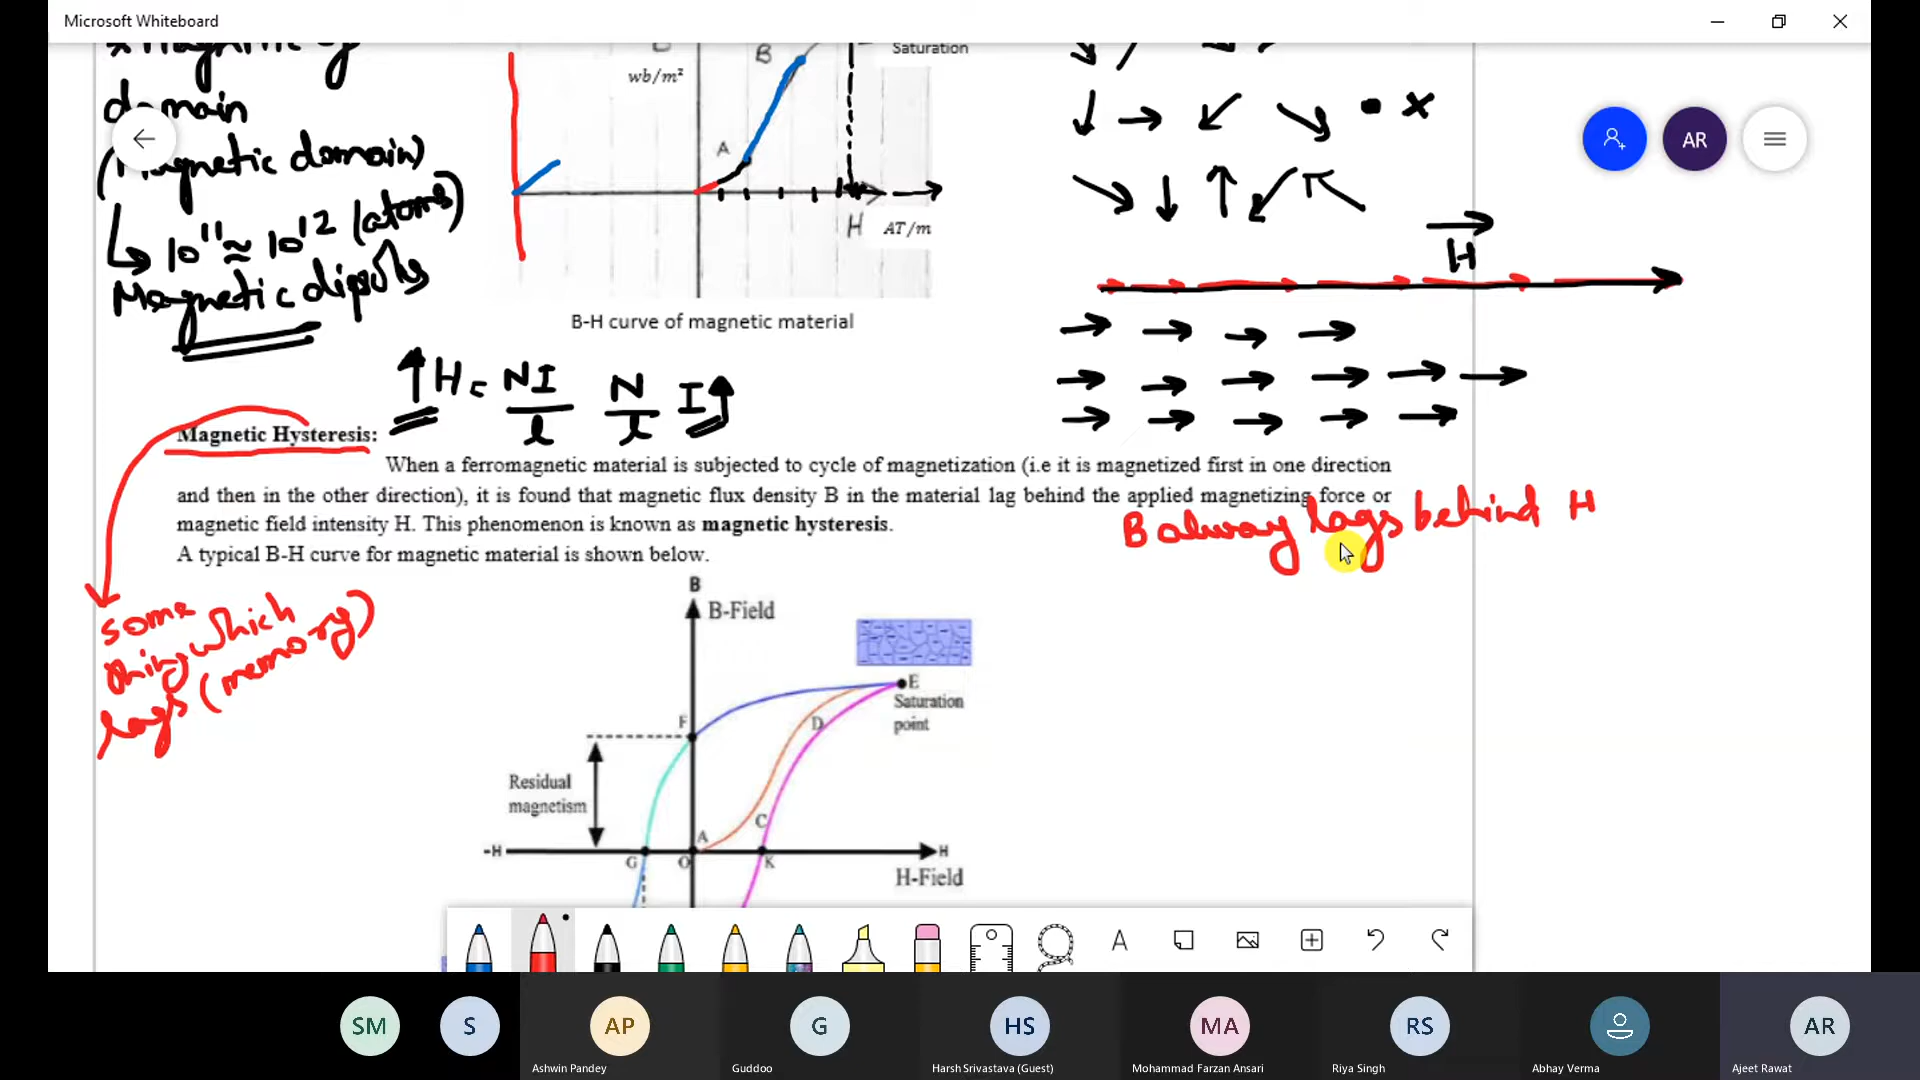 Microsoft Whiteboard
domain
(Magnetic domain)
10^11 ≈ 10^12 (atoms)
Magnetic dipoles
B
Saturation
wb/m²
A
H
AT/m
B-H curve of magnetic material
x
H
H = NI/l N/l I
AR
Magnetic Hysteresis:
When a ferromagnetic material is subjected to cycle of magnetization (i.e it is magnetized first in one direction
and then in the other direction), it is found that magnetic flux density B in the material lag behind the applied magnetizing force or
magnetic field intensity H. This phenomenon is known as magnetic hysteresis.
A typical B-H curve for magnetic material is shown below.
B alway lags behind H
some
thing which
lags (memory)
B
B-Field
E
Saturation
point
F
D
Residual
magnetism
C
A
-H
G
O
K
H
H-Field
A
SM
S
AP
G
HS
MA
RS
AR
Ashwin Pandey
Guddoo
Harsh Srivastava (Guest)
Mohammad Farzan Ansari
Riya Singh
Abhay Verma
Ajeet Rawat